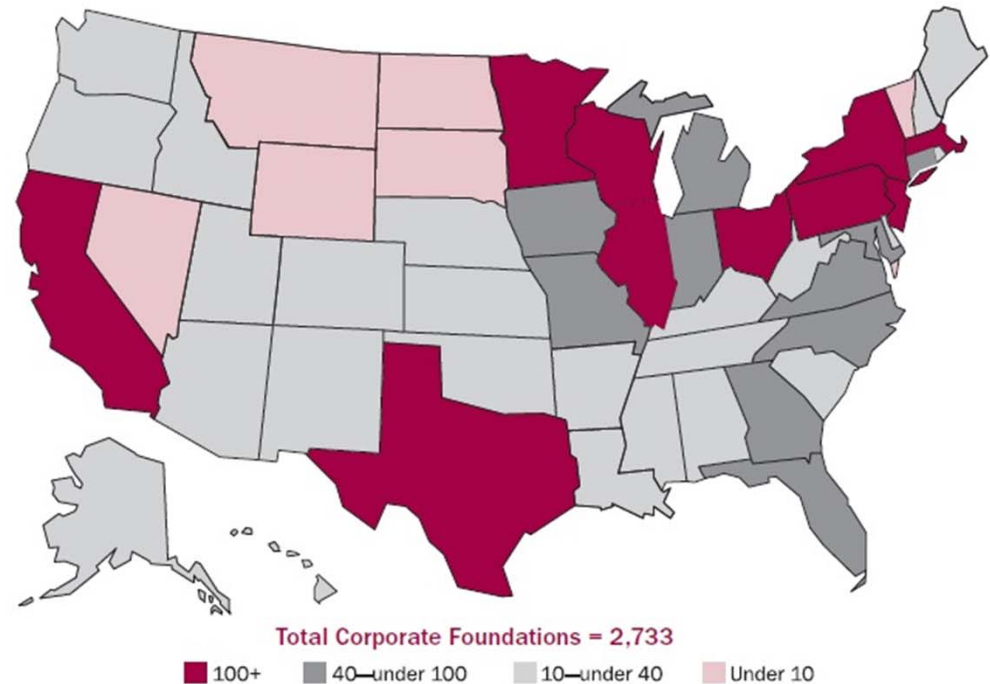 Total Corporate Foundations = 2,733
100+ 40—under 100 10—under 40 Under 10